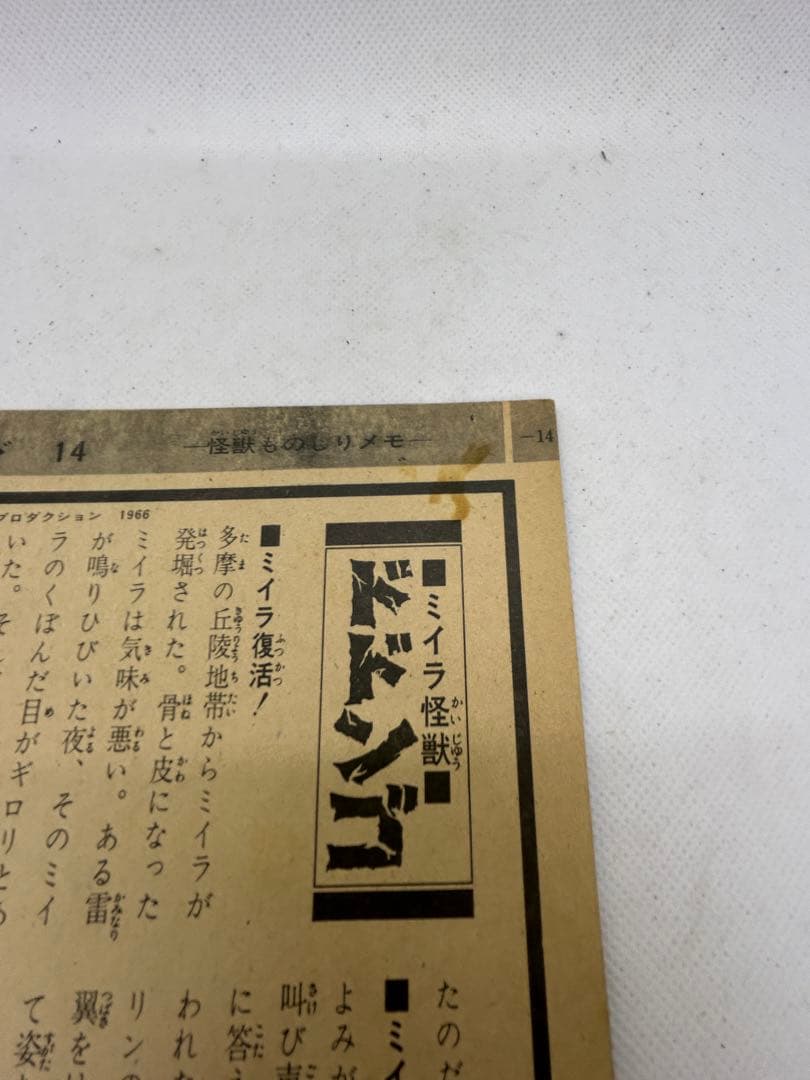 14
—怪獣ものしりメモ—
—14
プロダクション 1966
■ミイラ怪獣■
ドドンゴ
■ミイラ復活!
多摩の丘陵地帯からミイラが
発掘された。骨と皮になった
ミイラは気味が悪い。ある雷
が鳴りひびいた夜、そのミイ
ラのくぼんだ目がギロリとあ
いた。そ
たのだ
■ミイ
よみが
叫び声
に答え
われた
リンの
翼を
て姿